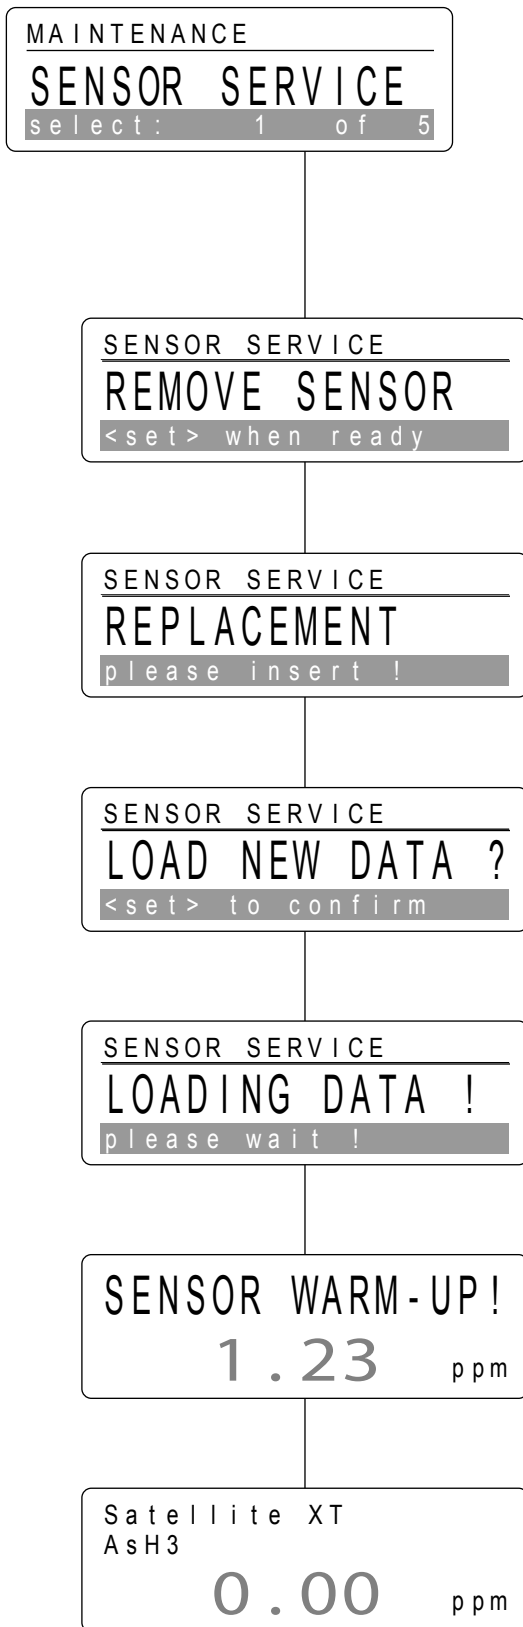 MAINTENANCE
SENSOR SERVICE
select: 1 of 5
SENSOR SERVICE
REMOVE SENSOR
<set> when ready
SENSOR SERVICE
REPLACEMENT
please insert !
SENSOR SERVICE
LOAD NEW DATA ?
<set> to confirm
SENSOR SERVICE
LOADING DATA !
please wait !
SENSOR WARM-UP!
1.23 ppm
Satellite XT
AsH3
0.00 ppm